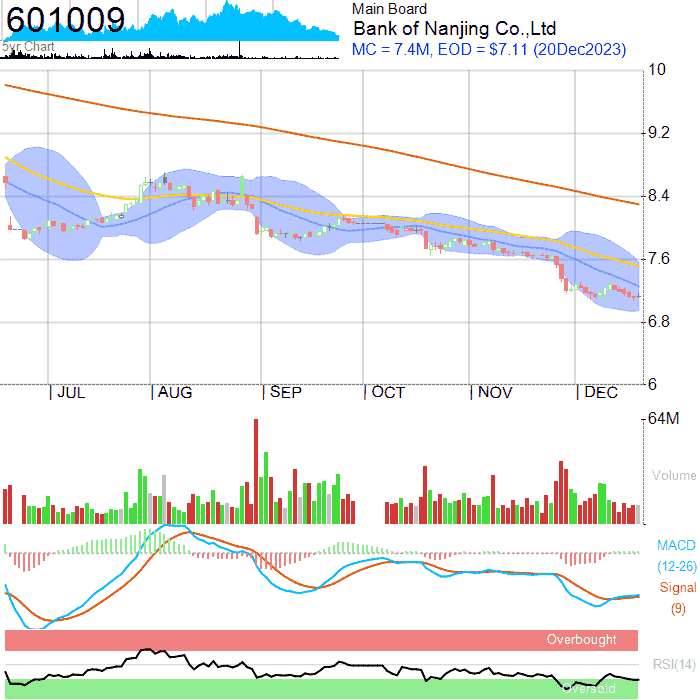 601009
5yr Chart
Main Board
Bank of Nanjing Co.,Ltd
MC = 7.4M, EOD = $7.11 (20Dec2023)
10
9.2
8.4
7.6
6.8
6
JUL AUG SEP OCT NOV DEC
64M
Volume
MACD
(12-26)
Signal
(9)
Overbought
RSI(14)
Oversold